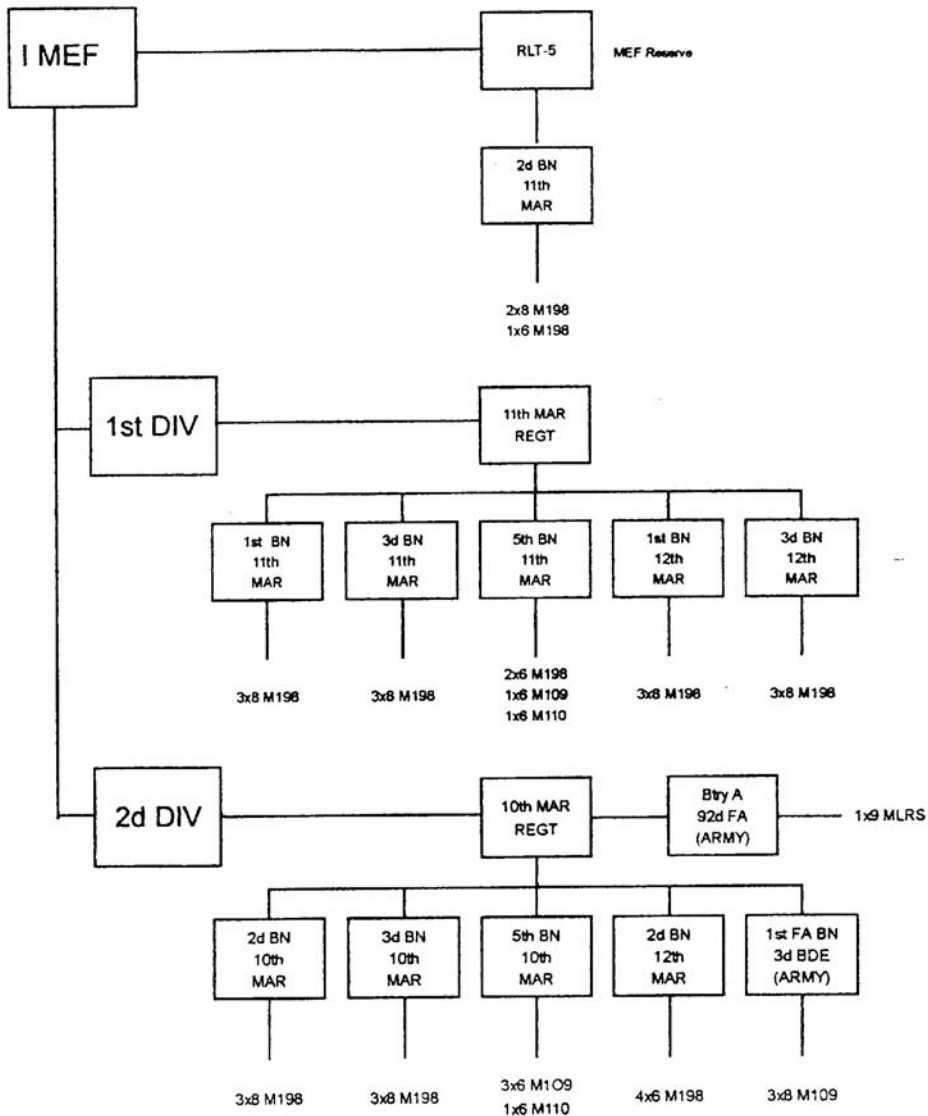 I MEF
RLT-5
MEF Reserve
2d BN
11th
MAR
2x8 M198
1x6 M198
1st DIV
11th MAR
REGT
1st BN
11th
MAR
3d BN
11th
MAR
5th BN
11th
MAR
1st BN
12th
MAR
3d BN
12th
MAR
3x8 M198
3x8 M198
2x6 M198
1x6 M109
1x6 M110
3x8 M198
3x8 M198
2d DIV
10th MAR
REGT
Btry A
92d FA
(ARMY)
1x9 MLRS
2d BN
10th
MAR
3d BN
10th
MAR
5th BN
10th
MAR
2d BN
12th
MAR
1st FA BN
3d BDE
(ARMY)
3x8 M198
3x8 M198
3x6 M1O9
1x6 M110
4x6 M198
3x8 M109